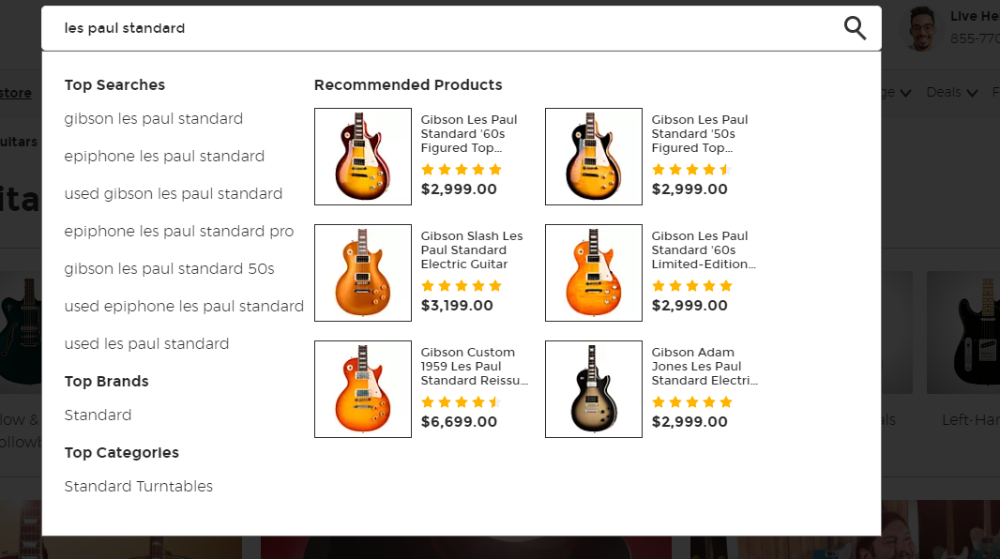 les paul standard
Live He
855-770
store
ge
Deals
F
uitars
ita
Top Searches
gibson les paul standard
epiphone les paul standard
used gibson les paul standard
epiphone les paul standard pro
gibson les paul standard 50s
used epiphone les paul standard
used les paul standard
Top Brands
Standard
Top Categories
Standard Turntables
Recommended Products
Gibson Les Paul
Standard '60s
Figured Top...
$2,999.00
Gibson Les Paul
Standard '50s
Figured Top...
$2,999.00
Gibson Slash Les
Paul Standard
Electric Guitar
$3,199.00
Gibson Les Paul
Standard '60s
Limited-Edition...
$2,999.00
Gibson Custom
1959 Les Paul
Standard Reissu...
$6,699.00
Gibson Adam
Jones Les Paul
Standard Electri...
$2,999.00
low &
ollowb
als
Left-Har